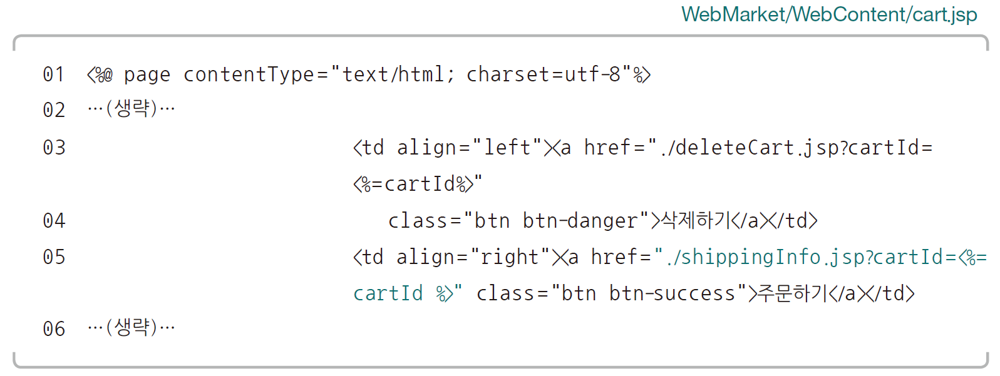 WebMarket/WebContent/cart.jsp
01 <%@ page contentType="text/html; charset=utf-8"%>
02 …(생략)…
03 <td align="left"><a href="./deleteCart.jsp?cartId=
<%=cartId%>"
04 class="btn btn-danger">삭제하기</a></td>
05 <td align="right"><a href="./shippingInfo.jsp?cartId=<%=
cartId %>" class="btn btn-success">주문하기</a></td>
06 …(생략)…